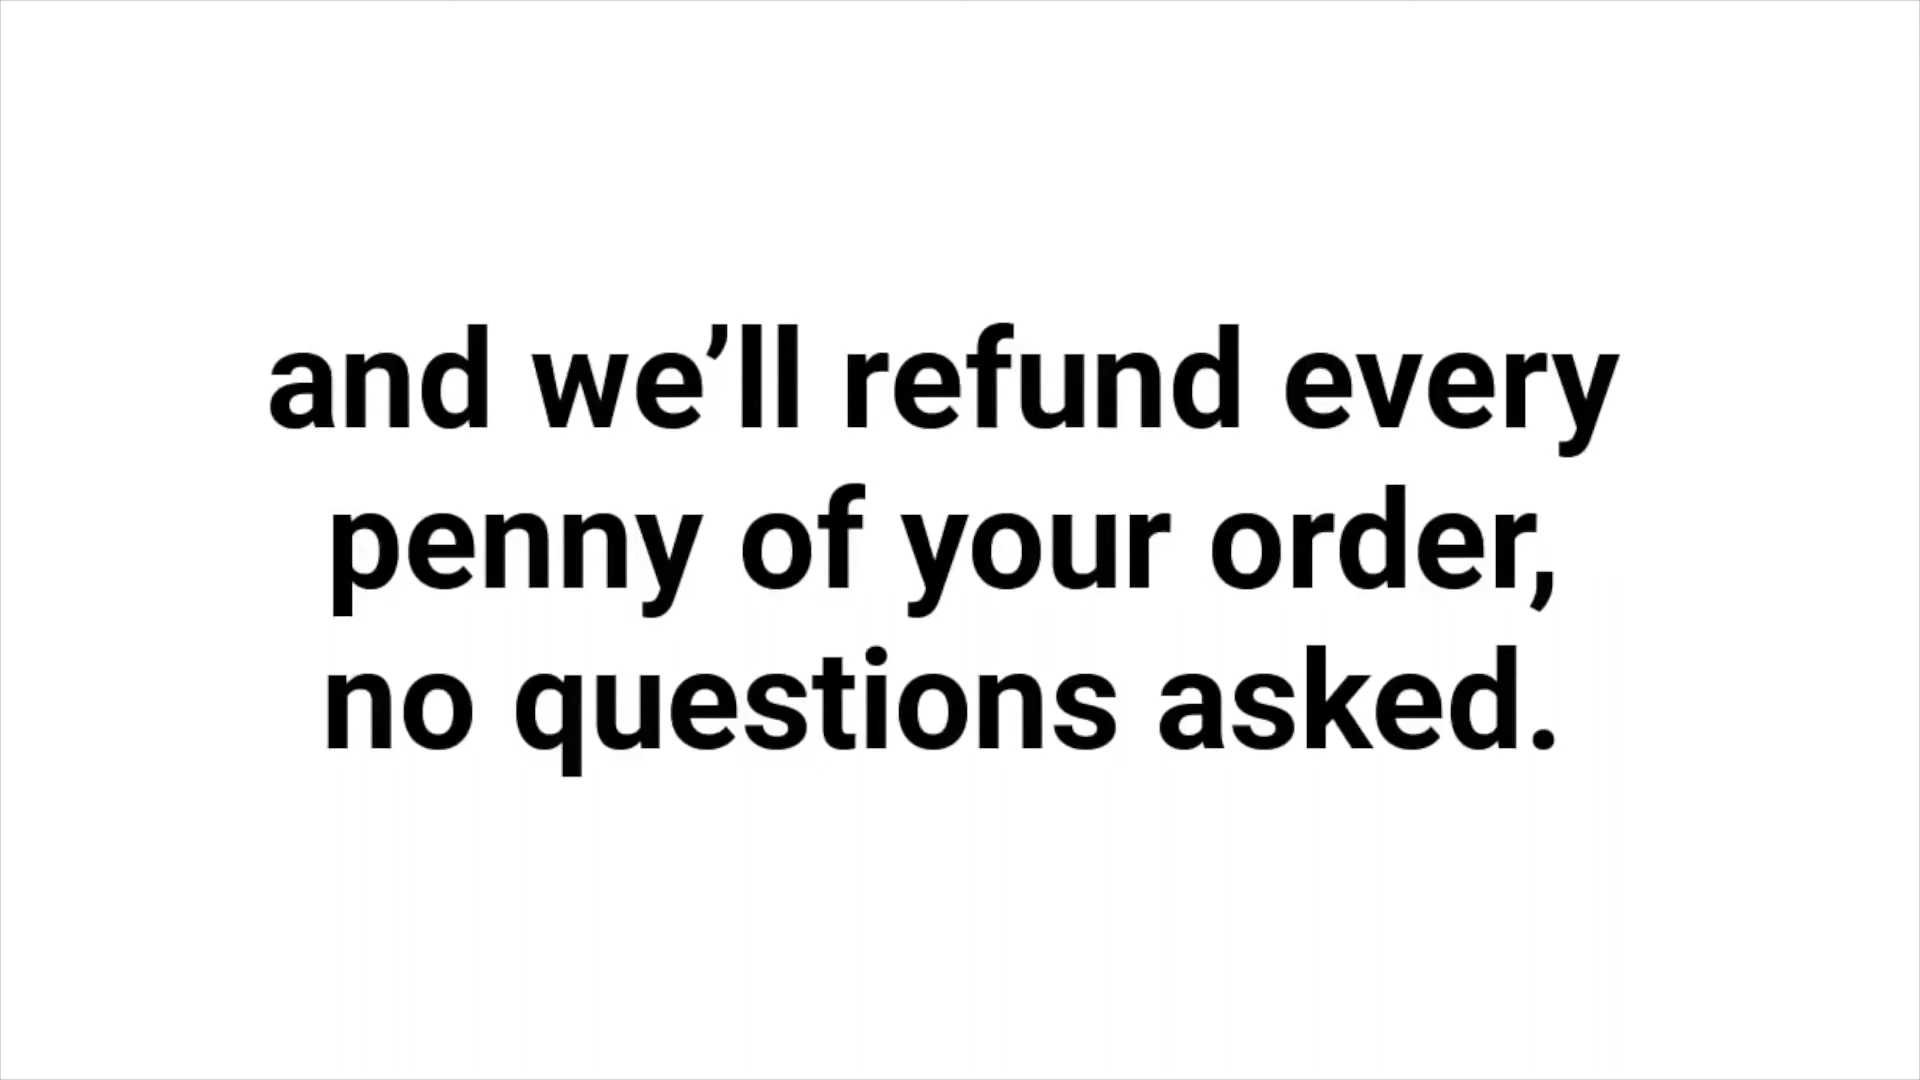 and we’ll refund every
penny of your order,
no questions asked.